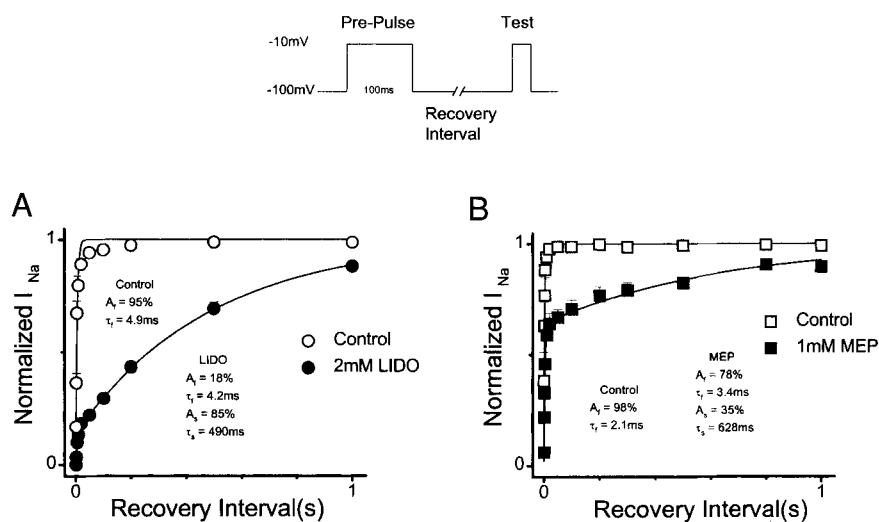 Pre-Pulse
Test
-10mV
-100mV
100ms
Recovery
Interval
A
1
0
Normalized I Na
Control
Af = 95%
τf = 4.9ms
LIDO
Af = 18%
τf = 4.2ms
As = 85%
τs = 490ms
Control
2mM LIDO
0
1
Recovery Interval(s)
B
1
0
Normalized I Na
Control
Af = 98%
τf = 2.1ms
MEP
Af = 78%
τf = 3.4ms
As = 35%
τs = 628ms
Control
1mM MEP
0
1
Recovery Interval(s)